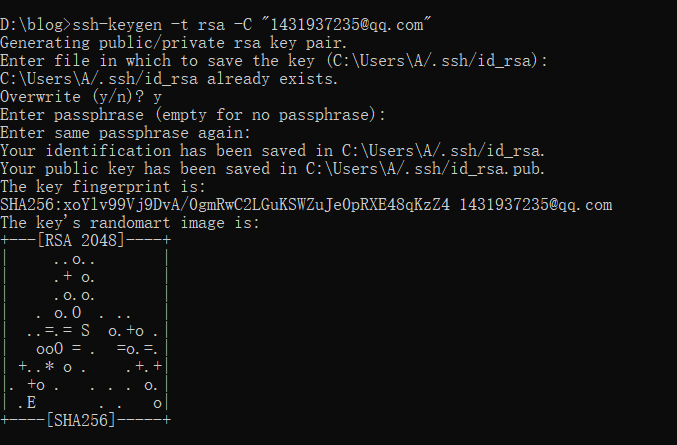 D:\blog>ssh-keygen -t rsa -C "1431937235@qq.com"
Generating public/private rsa key pair.
Enter file in which to save the key (C:\Users\A/.ssh/id_rsa):
C:\Users\A/.ssh/id_rsa already exists.
Overwrite (y/n)? y
Enter passphrase (empty for no passphrase):
Enter same passphrase again:
Your identification has been saved in C:\Users\A/.ssh/id_rsa.
Your public key has been saved in C:\Users\A/.ssh/id_rsa.pub.
The key fingerprint is:
SHA256:xoYlv99Vj9DvA/OgmRwC2LGuKSWZuJeOpRXE48qKzZ4 1431937235@qq.com
The key's randomart image is:
+---[RSA 2048]----+
|     ..o..       |
|     .+ o.       |
|     .o.o.       |
|   . o.O  . ..   |
|  ..=.= S  o.+o .|
|   ooO = .  =o.=.|
| +..* o .    .+.+|
|. +o .   . . . o.|
| .E       . .   o|
+----[SHA256]-----+